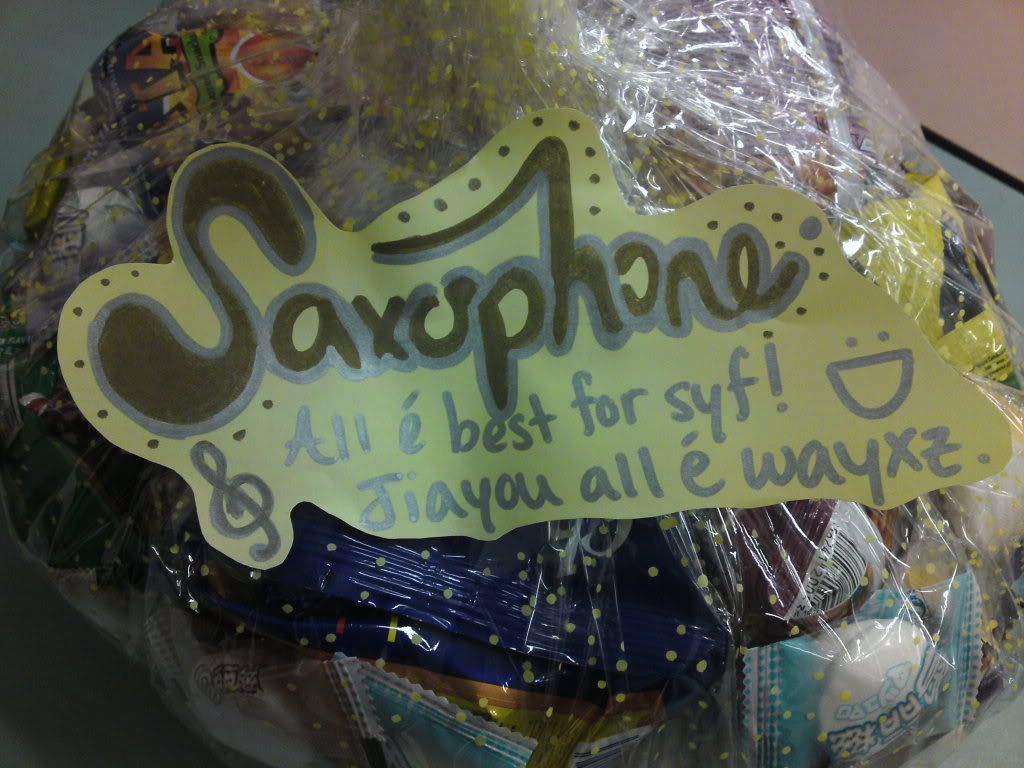 Saxophone
All é best for syf! :D
Jiayou all é wayxz.